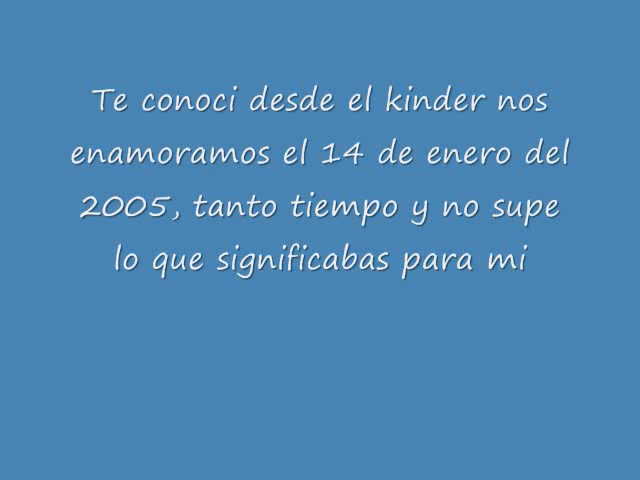 Te conoci desde el kinder nos
enamoramos el 14 de enero del
2005, tanto tiempo y no supe
lo que significabas para mi